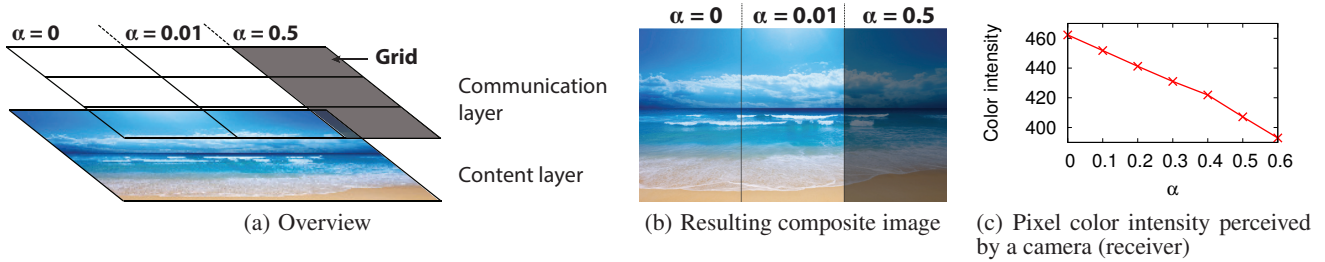 α = 0 α = 0.01 α = 0.5
Grid
Communication
layer
Content layer
(a) Overview
α = 0 α = 0.01 α = 0.5
(b) Resulting composite image
Color intensity
460
440
420
400
0 0.1 0.2 0.3 0.4 0.5 0.6
α
(c) Pixel color intensity perceived
by a camera (receiver)